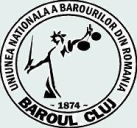 UNIUNEA NATIONALA A BAROURILOR DIN ROMANIA
- 1874 -
BAROUL CLUJ